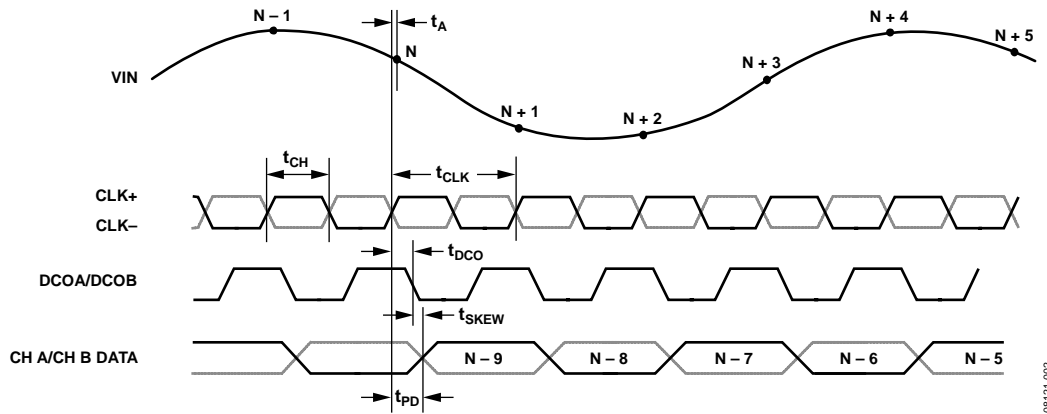 N – 1
t_A
N + 4
N + 5
VIN
N
N + 3
N + 1
N + 2
t_CH
t_CLK
CLK+
CLK–
t_DCO
DCOA/DCOB
t_SKEW
CH A/CH B DATA
N – 9
N – 8
N – 7
N – 6
N – 5
t_PD